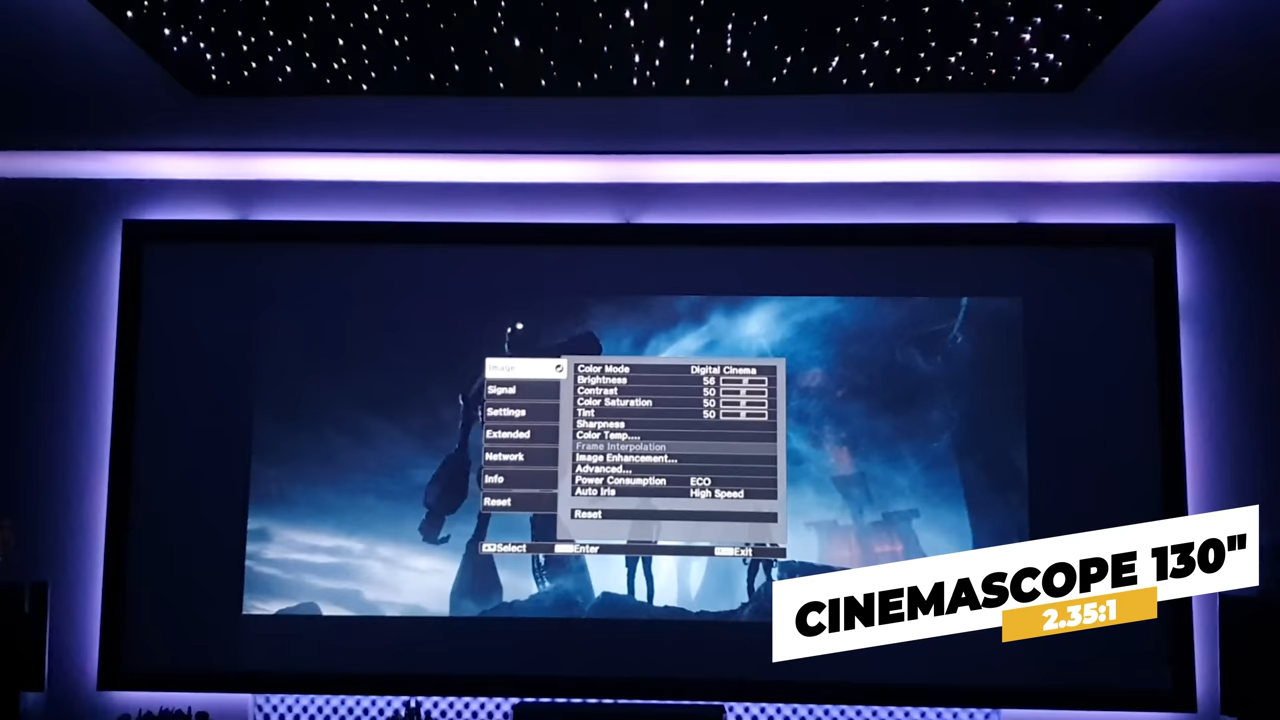 Image
Signal
Settings
Extended
Network
Info
Reset
Color Mode Digital Cinema
Brightness 56
Contrast 50
Color Saturation 50
Tint 50
Sharpness
Color Temp....
Frame Interpolation
Image Enhancement...
Advanced...
Power Consumption ECO
Auto Iris High Speed
Reset
Select Enter Exit
CINEMASCOPE 130"
2.35:1